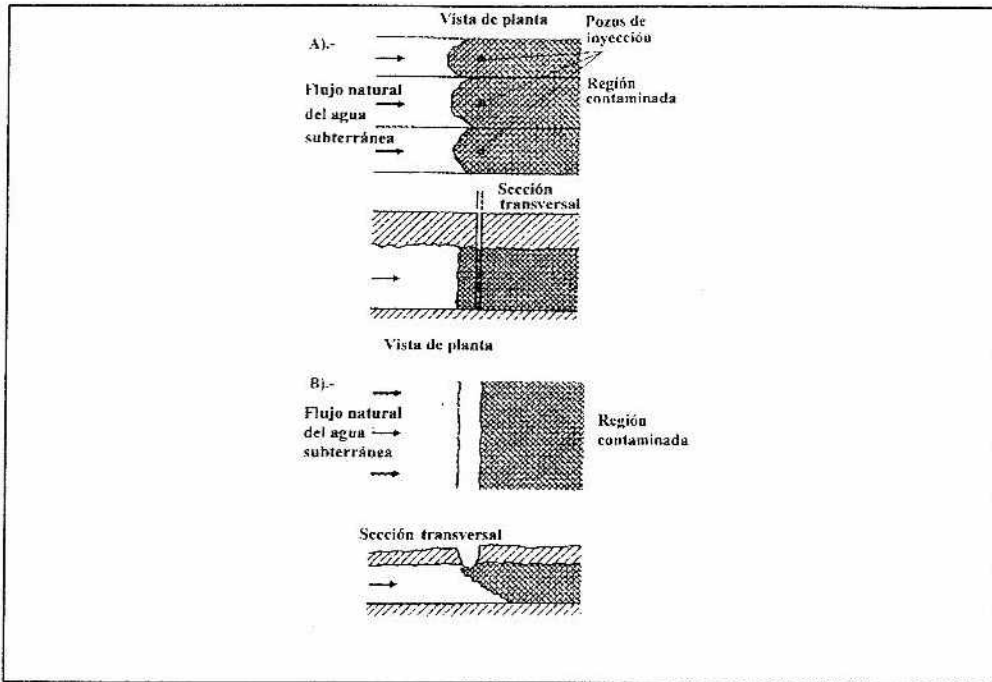 Vista de planta
Pozos de
inyección
A).-
Flujo natural
del agua
subterránea
Región
contaminada
Sección
transversal
Vista de planta
B).-
Flujo natural
del agua
subterránea
Región
contaminada
Sección transversal